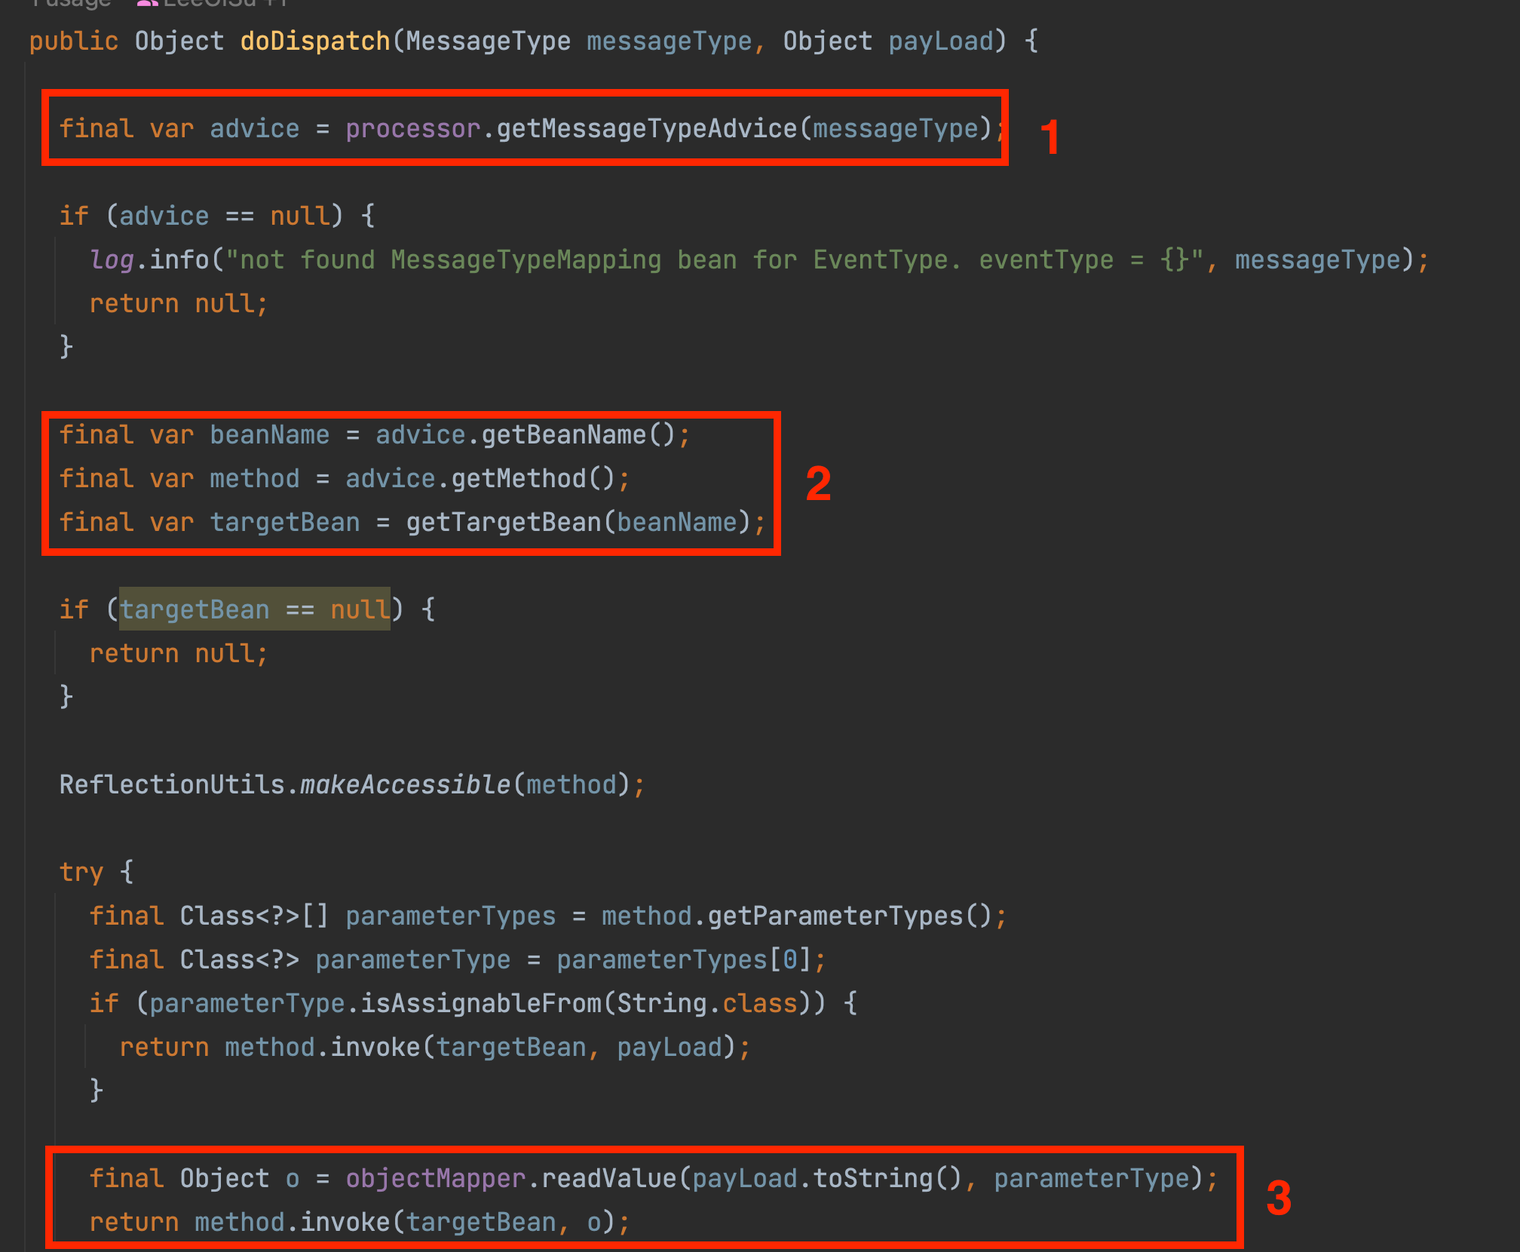 public Object doDispatch(MessageType messageType, Object payLoad) {
final var advice = processor.getMessageTypeAdvice(messageType);
1
if (advice == null) {
log.info("not found MessageTypeMapping bean for EventType. eventType = {}", messageType);
return null;
}
final var beanName = advice.getBeanName();
final var method = advice.getMethod();
2
final var targetBean = getTargetBean(beanName);
if (targetBean == null) {
return null;
}
ReflectionUtils.makeAccessible(method);
try {
final Class<?>[] parameterTypes = method.getParameterTypes();
final Class<?> parameterType = parameterTypes[0];
if (parameterType.isAssignableFrom(String.class)) {
return method.invoke(targetBean, payLoad);
}
final Object o = objectMapper.readValue(payLoad.toString(), parameterType);
3
return method.invoke(targetBean, o);